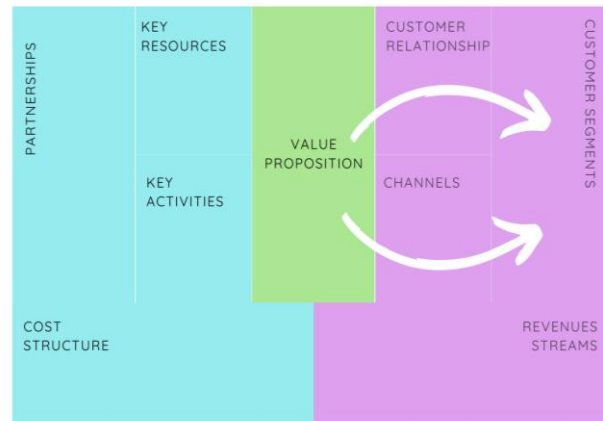 PARTNERSHIPS
KEY
RESOURCES
KEY
ACTIVITIES
VALUE
PROPOSITION
CUSTOMER
RELATIONSHIP
CHANNELS
CUSTOMER SEGMENTS
COST
STRUCTURE
REVENUES
STREAMS